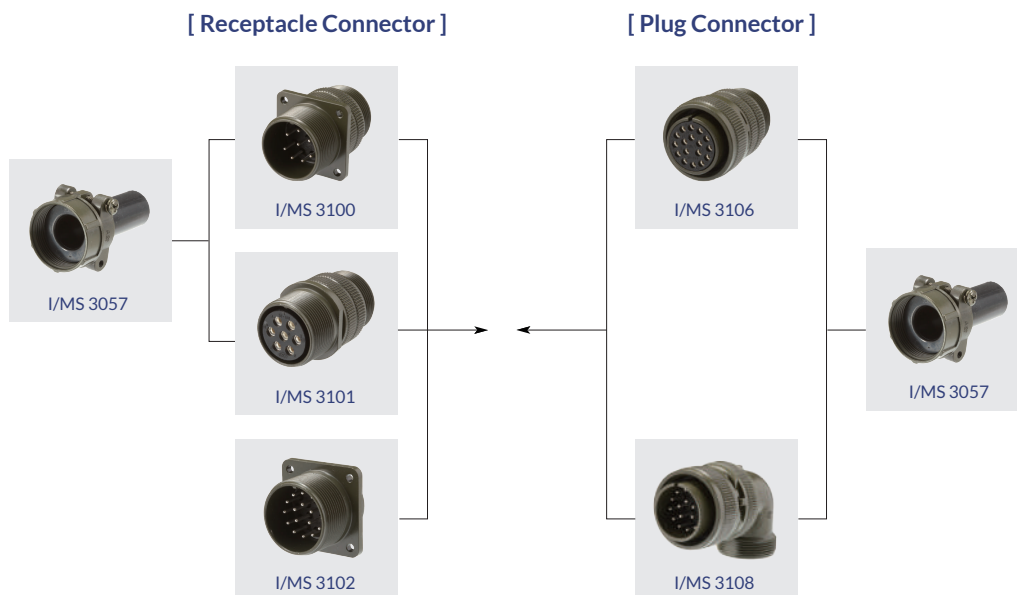 [ Receptacle Connector ]
[ Plug Connector ]
I/MS 3100
I/MS 3106
I/MS 3057
I/MS 3101
I/MS 3057
I/MS 3102
I/MS 3108